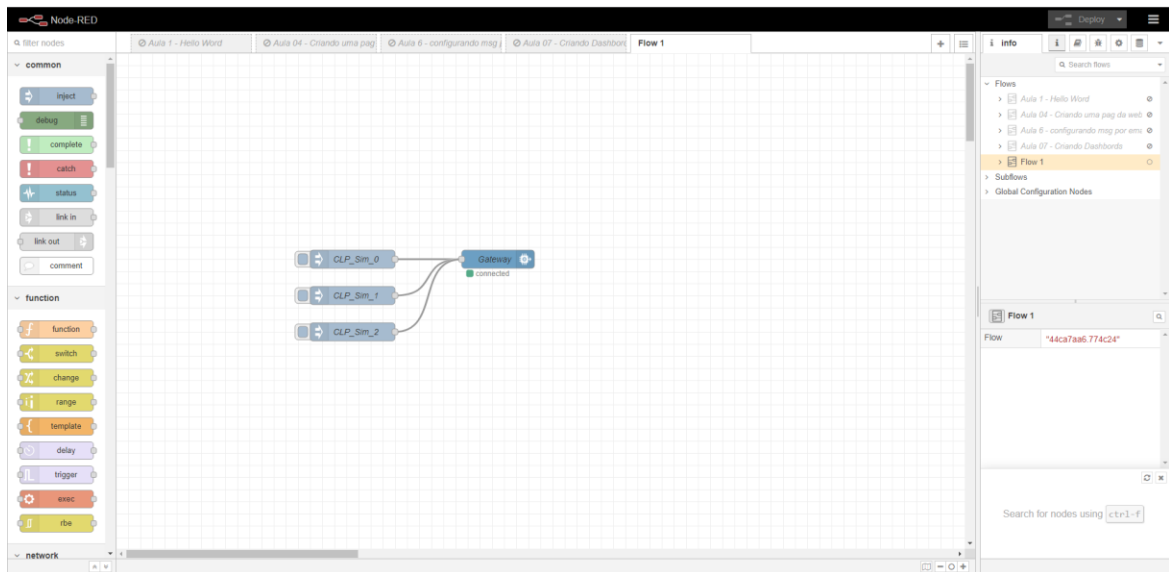 Node-RED
Deploy
filter nodes
Aula 1 - Hello Word
Aula 04 - Criando uma pag
Aula 6 - configurando msg
Aula 07 - Criando Dashbor
Flow 1
i info
Search flows
common
inject
debug
complete
catch
status
link in
link out
comment
function
function
switch
change
range
template
delay
trigger
exec
rbe
network
CLP_Sim_0
CLP_Sim_1
CLP_Sim_2
Gateway
connected
Flows
Aula 1 - Hello Word
Aula 04 - Criando uma pag da web
Aula 6 - configurando msg por ema
Aula 07 - Criando Dashbords
Flow 1
Subflows
Global Configuration Nodes
Flow 1
Flow "44ca7aa6.774c24"
Search for nodes using ctrl-f